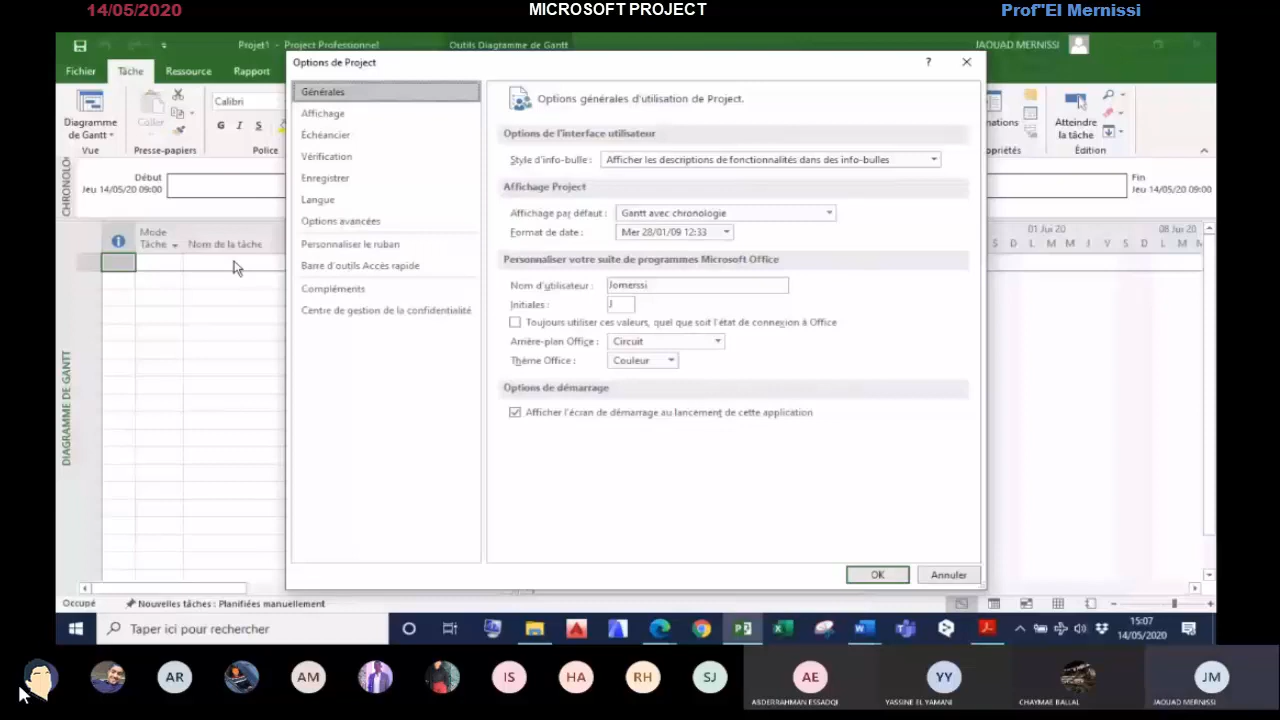 14/05/2020
MICROSOFT PROJECT
Prof"El Mernissi
Projet1 - Project Professionnel
Outils Diagramme de Gantt
JAOUAD MERNISSI
Fichier
Tâche
Ressource
Rapport
Options de Project
Diagramme
de Gantt
Vue
Coller
Presse-papiers
Calibri
G I S
Police
Atteindre
la tâche
Édition
CHRONOLO
Début
Jeu 14/05/20 09:00
Fin
Jeu 14/05/20 09:00
DIAGRAMME DE GANTT
Mode
Tâche
Nom de la tâche
01 Jui 20
08 Jui 20
S D L M M J V S D L M M
Générales
Affichage
Échéancier
Vérification
Enregistrer
Langue
Options avancées
Personnaliser le ruban
Barre d'outils Accès rapide
Compléments
Centre de gestion de la confidentialité
Options générales d'utilisation de Project.
Options de l'interface utilisateur
Style d'info-bulle : Afficher les descriptions de fonctionnalités dans des info-bulles
Affichage Project
Affichage par défaut : Gantt avec chronologie
Format de date : Mer 28/01/09 12:33
Personnaliser votre suite de programmes Microsoft Office
Nom d'utilisateur : Jomerssi
Initiales : J
Toujours utiliser ces valeurs, quel que soit l'état de connexion à Office
Arrière-plan Office : Circuit
Thème Office : Couleur
Options de démarrage
Afficher l'écran de démarrage au lancement de cette application
OK
Annuler
Occupé
Nouvelles tâches : Planifiées manuellement
Taper ici pour rechercher
15:07
14/05/2020
AR
AM
IS
HA
RH
SJ
AE
YY
JM
ABDERRAHMAN ESSADQI
YASSINE EL YAMANI
CHAYMAE BALLAL
JAOUAD MERNISSI